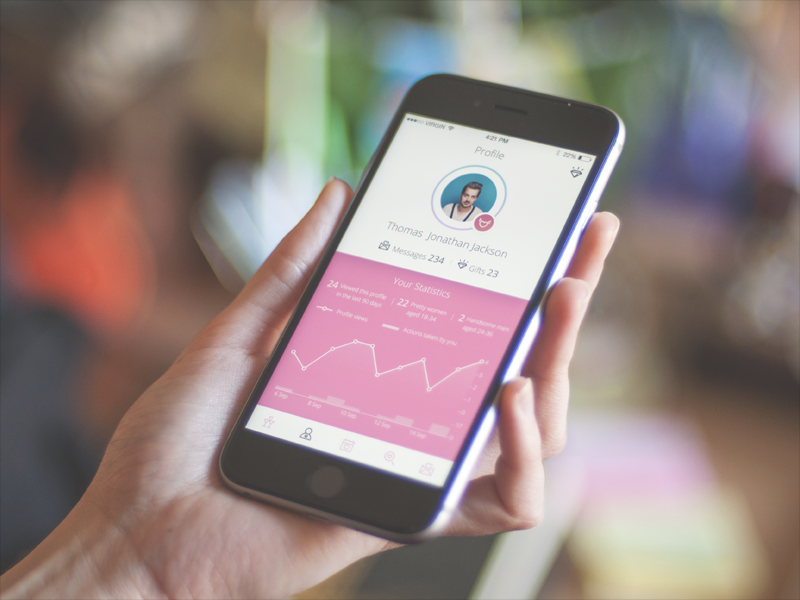 VIRGIN
4:21 PM
22%
Profile
Thomas Jonathan Jackson
Messages 234
Gifts 23
Your Statistics
24 Viewed this profile
in the last 30 days
22 Pretty women
aged 18-34
2 Handsome men
aged 24-36
Profile views
Actions taken by you
6 Sep
8 Sep
10 Sep
12 Sep
14 Sep